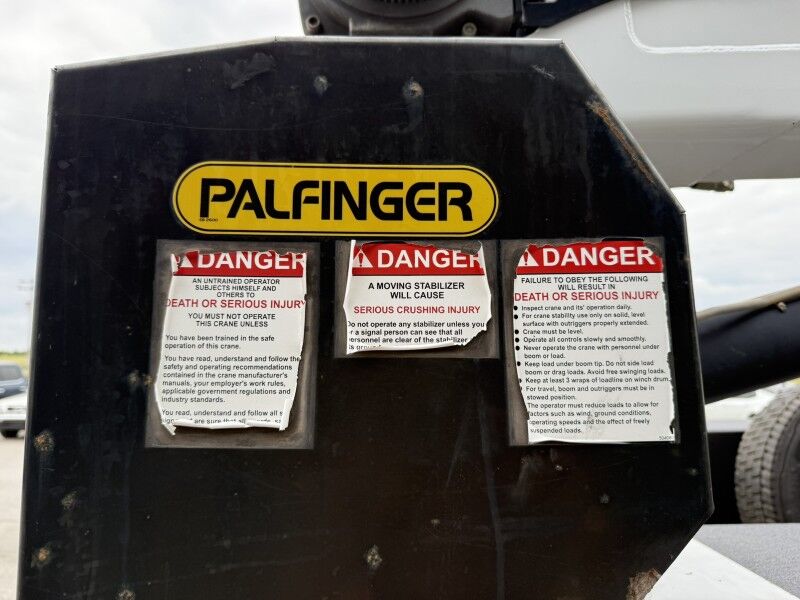 PALFINGER
DANGER
AN UNTRAINED OPERATOR
SUBJECTS HIMSELF AND
OTHERS TO
DEATH OR SERIOUS INJURY
YOU MUST NOT OPERATE
THIS CRANE UNLESS
You have been trained in the safe
operation of this crane.
You have read, understand and follow the
safety and operating recommendations
contained in the crane manufacturer's
manuals, your employer's work rules,
applicable government regulations and
industry standards.
You read, understand and follow all
are sure that all
DANGER
A MOVING STABILIZER
WILL CAUSE
SERIOUS CRUSHING INJURY
Do not operate any stabilizer unless you
or a signal person can see that all
personnel are clear of the stabilizer
its
DANGER
FAILURE TO OBEY THE FOLLOWING
WILL RESULT IN
DEATH OR SERIOUS INJURY
● Inspect crane and its' operation daily.
● For crane stability use only on solid, level
surface with outriggers properly extended.
● Crane must be level.
● Operate all controls slowly and smoothly.
● Never operate the crane with personnel under
boom or load.
● Keep load under boom tip. Do not side load
boom or drag loads. Avoid free swinging loads.
● Keep at least 3 wraps of loadline on winch drum.
● For travel, boom and outriggers must be in
stowed position.
The operator must reduce loads to allow for
factors such as wind, ground conditions,
operating speeds and the effect of freely
suspended loads.